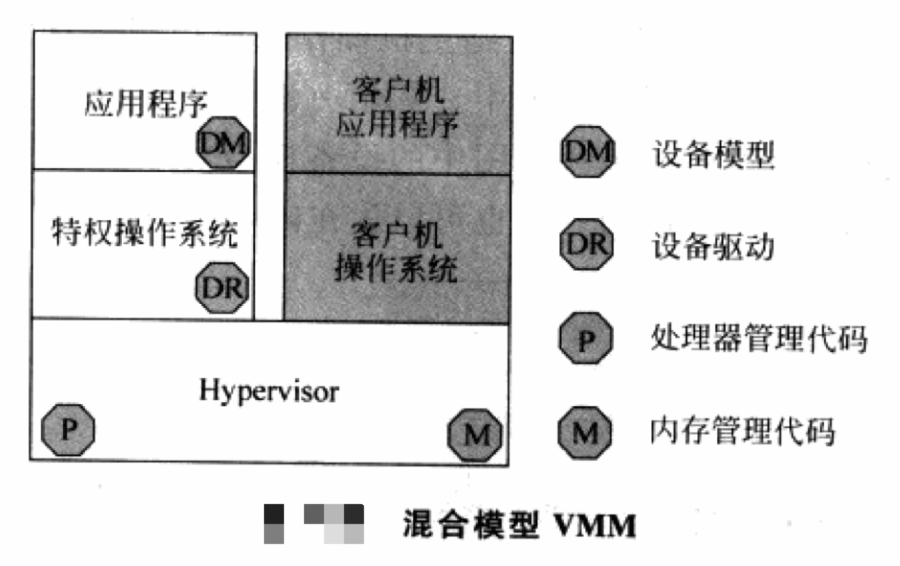 应用程序
DM
特权操作系统
DR
客户机
应用程序
客户机
操作系统
Hypervisor
P
M
DM 设备模型
DR 设备驱动
P 处理器管理代码
M 内存管理代码
混合模型 VMM